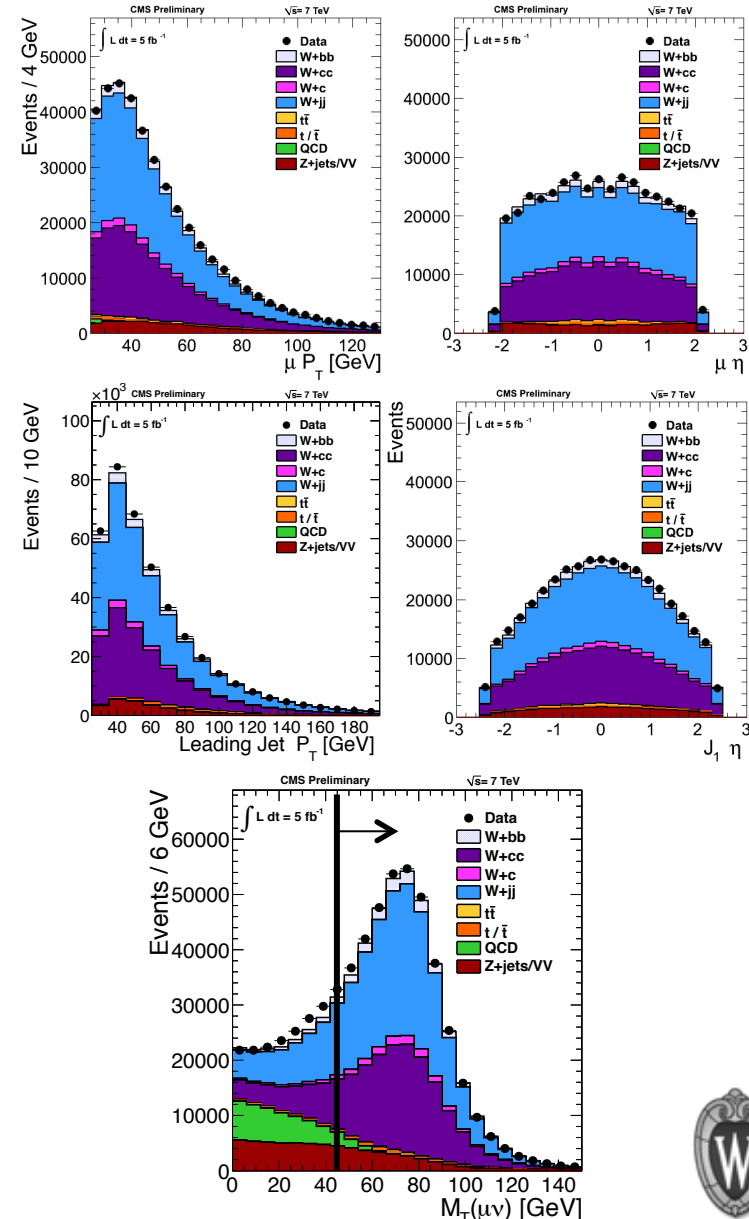 CMS Preliminary √s= 7 TeV
∫ L dt = 5 fb⁻¹
Data
W+bb
W+cc
W+c
W+jj
tt̄
t / t̄
QCD
Z+jets/VV
Events / 4 GeV
50000
40000
30000
20000
10000
0
40 60 80 100 120
μ P_T [GeV]
CMS Preliminary √s= 7 TeV
∫ L dt = 5 fb⁻¹
Data
W+bb
W+cc
W+c
W+jj
tt̄
t / t̄
QCD
Z+jets/VV
50000
40000
30000
20000
10000
0
-3 -2 -1 0 1 2 3
μ η
×10³ CMS Preliminary √s= 7 TeV
∫ L dt = 5 fb⁻¹
Data
W+bb
W+cc
W+c
W+jj
tt̄
t / t̄
QCD
Z+jets/VV
Events / 10 GeV
100
80
60
40
20
0
40 60 80 100 120 140 160 180
Leading Jet P_T [GeV]
CMS Preliminary √s= 7 TeV
∫ L dt = 5 fb⁻¹
Data
W+bb
W+cc
W+c
W+jj
tt̄
t / t̄
QCD
Z+jets/VV
Events
50000
40000
30000
20000
10000
0
-3 -2 -1 0 1 2 3
J₁ η
CMS Preliminary √s= 7 TeV
∫ L dt = 5 fb⁻¹
Data
W+bb
W+cc
W+c
W+jj
tt̄
t / t̄
QCD
Z+jets/VV
Events / 6 GeV
60000
50000
40000
30000
20000
10000
0
0 20 40 60 80 100 120 140
M_T(μν) [GeV]
W